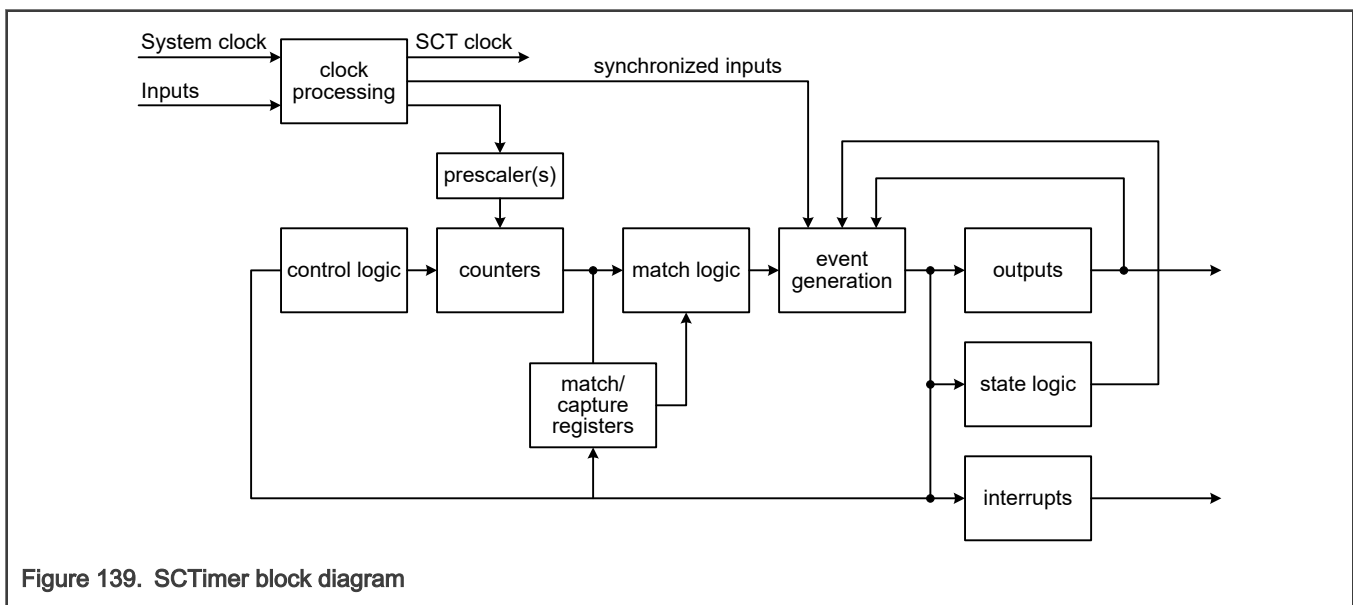 System clock
SCT clock
clock
processing
synchronized inputs
Inputs
prescaler(s)
control logic
counters
match logic
event
generation
outputs
match/
capture
registers
state logic
interrupts
Figure 139. SCTimer block diagram